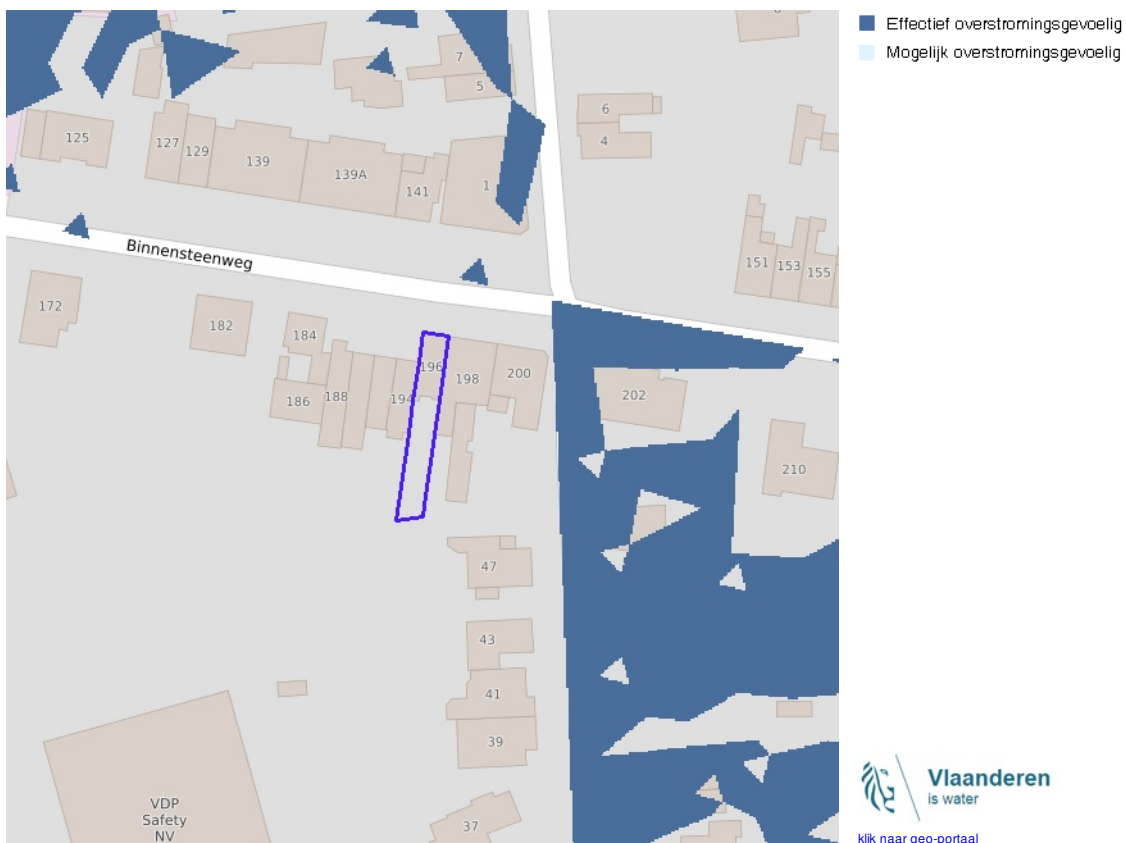 Effectief overstromingsgevoelig
Mogelijk overstromingsgevoelig
7
5
6
4
125
127
129
139
139A
141
1
151
153
155
Binnensteenweg
172
182
184
186
188
194
196
198
200
202
210
47
43
41
39
37
VDP
Safety
NV
Vlaanderen
is water
klik naar geo-portaal